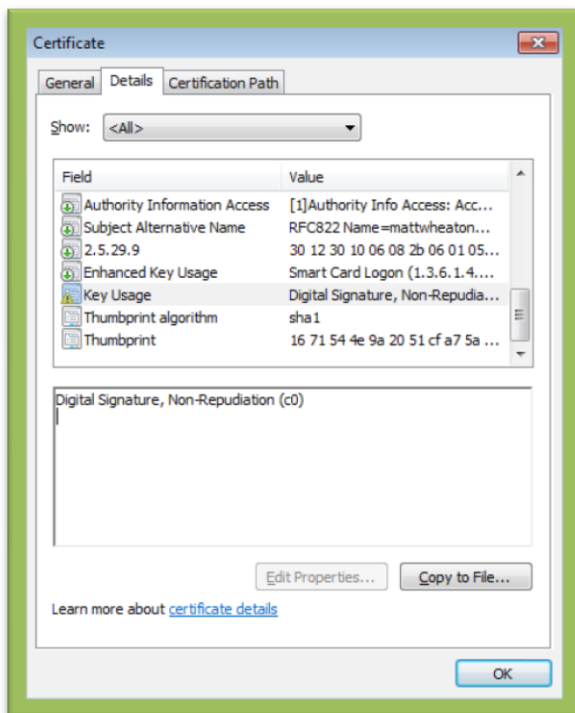 Certificate
General Details Certification Path
Show: <All>
Field Value
Authority Information Access [1]Authority Info Access: Acc...
Subject Alternative Name RFC822 Name=mattwheaton...
2.5.29.9 30 12 30 10 06 08 2b 06 01 05...
Enhanced Key Usage Smart Card Logon (1.3.6.1.4....
Key Usage Digital Signature, Non-Repudia...
Thumbprint algorithm sha1
Thumbprint 16 71 54 4e 9a 20 51 cf a7 5a ...
Digital Signature, Non-Repudiation (c0)
Edit Properties... Copy to File...
Learn more about certificate details
OK